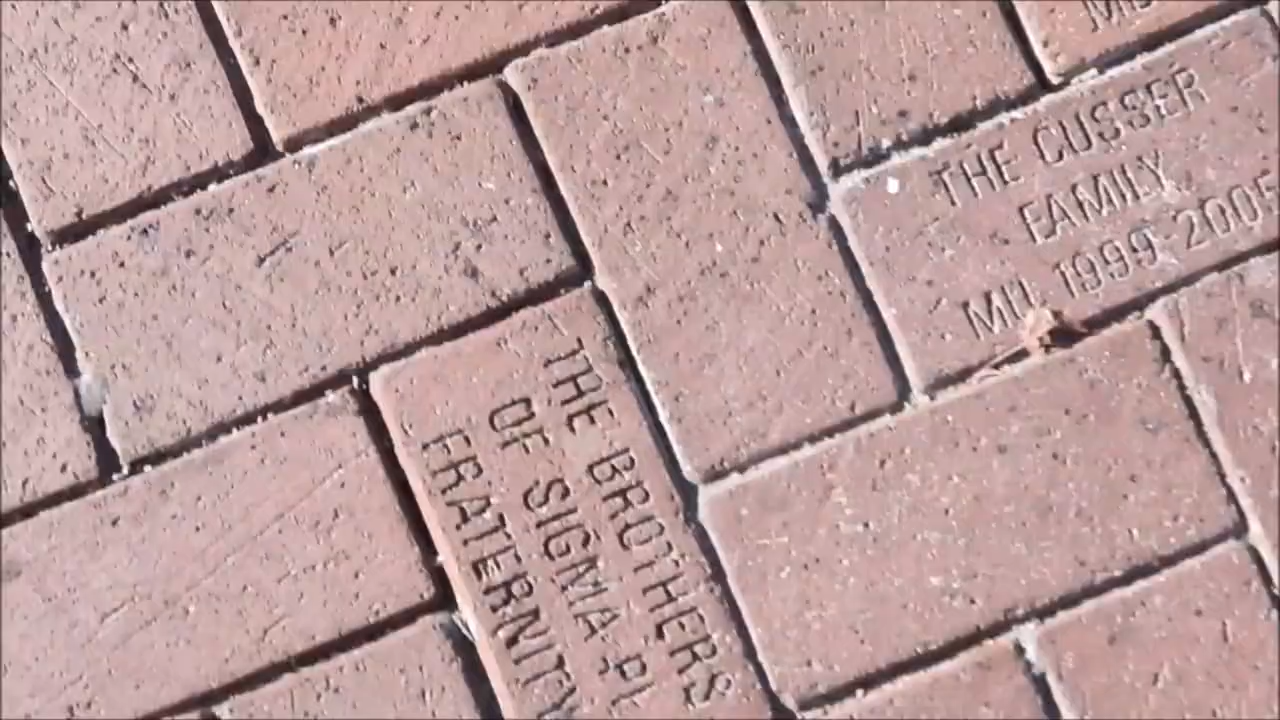 THE CUSSER
FAMILY
MU 1999-2005
THE BROTHERS
OF SIGMA PI
FRATERNITY